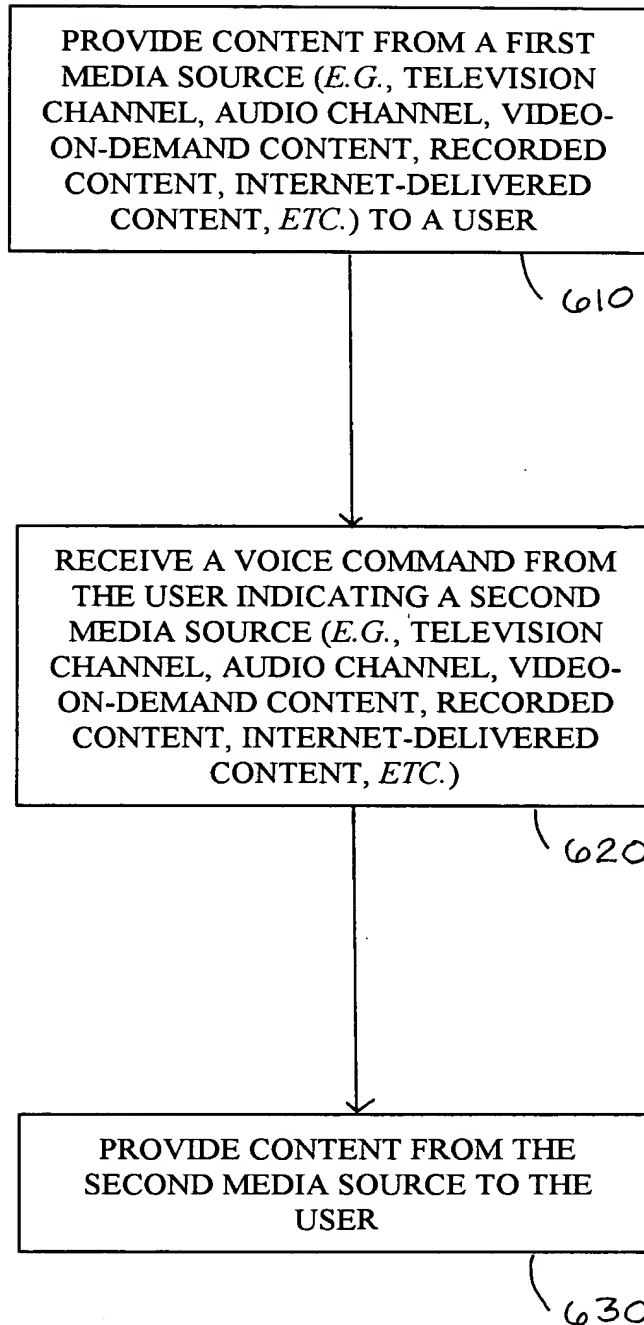 PROVIDE CONTENT FROM A FIRST
MEDIA SOURCE (E.G., TELEVISION
CHANNEL, AUDIO CHANNEL, VIDEO-
ON-DEMAND CONTENT, RECORDED
CONTENT, INTERNET-DELIVERED
CONTENT, ETC.) TO A USER
610
RECEIVE A VOICE COMMAND FROM
THE USER INDICATING A SECOND
MEDIA SOURCE (E.G., TELEVISION
CHANNEL, AUDIO CHANNEL, VIDEO-
ON-DEMAND CONTENT, RECORDED
CONTENT, INTERNET-DELIVERED
CONTENT, ETC.)
620
PROVIDE CONTENT FROM THE
SECOND MEDIA SOURCE TO THE
USER
630